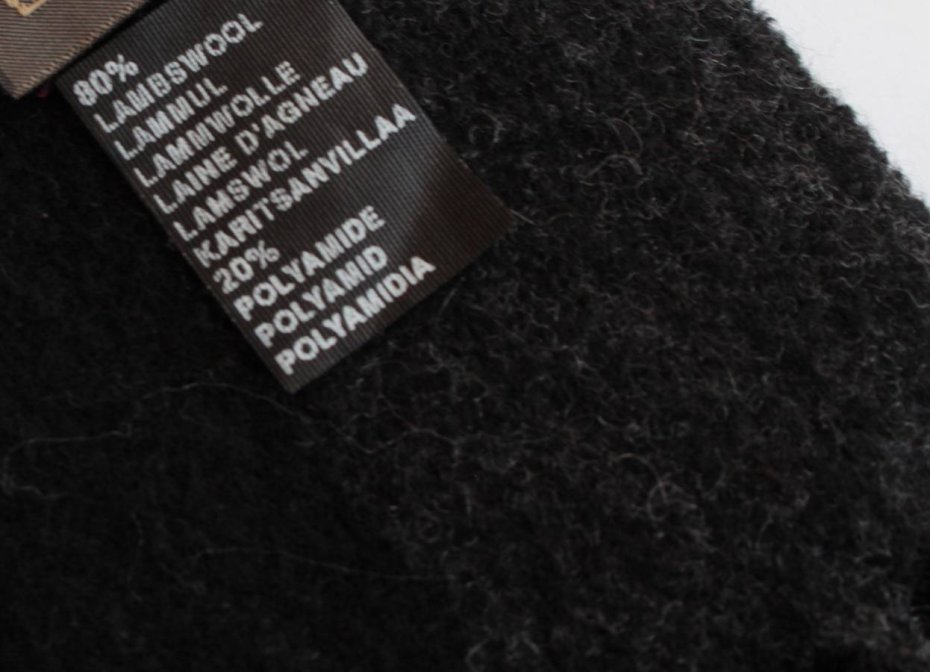 80%
LAMBSWOOL
LAMMUL
LAMMWOLLE
LAINE D'AGNEAU
LAMSWOL
KARITSANVILLAA
20%
POLYAMIDE
POLYAMID
POLYAMIDIA